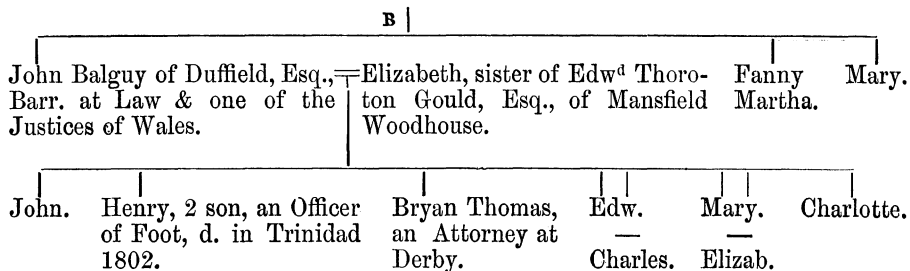 B
John Balguy of Duffield, Esq.,=Elizabeth, sister of Edwᵈ Thoro- Fanny Mary.
Barr. at Law & one of the ton Gould, Esq., of Mansfield Martha.
Justices of Wales. Woodhouse.
John. Henry, 2 son, an Officer Bryan Thomas, Edw. Mary. Charlotte.
of Foot, d. in Trinidad an Attorney at — —
1802. Derby. Charles. Elizab.